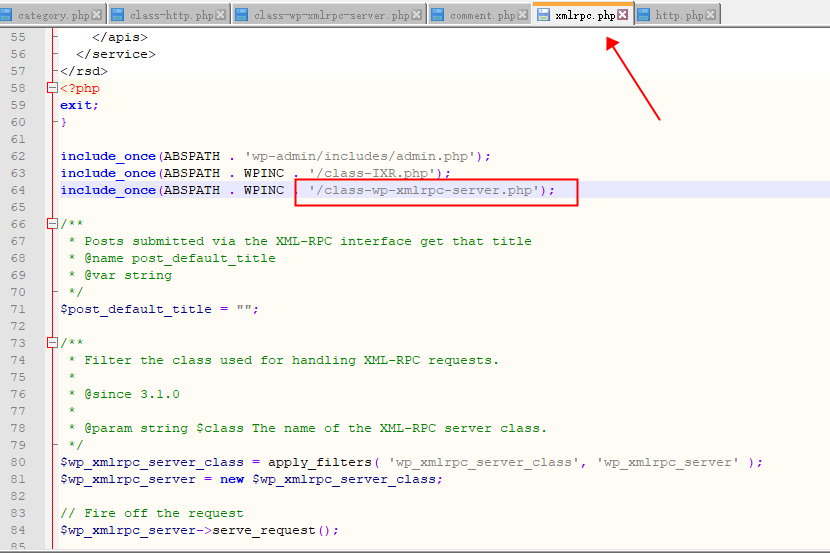 category.php class-http.php class-wp-xmlrpc-server.php comment.php xmlrpc.php http.php
55 </apis>
56 </service>
57 </rsd>
58 <?php
59 exit;
60 }
61
62 include_once(ABSPATH . 'wp-admin/includes/admin.php');
63 include_once(ABSPATH . WPINC . '/class-IXR.php');
64 include_once(ABSPATH . WPINC . '/class-wp-xmlrpc-server.php');
65
66 /**
67 * Posts submitted via the XML-RPC interface get that title
68 * @name post_default_title
69 * @var string
70 */
71 $post_default_title = "";
72
73 /**
74 * Filter the class used for handling XML-RPC requests.
75 *
76 * @since 3.1.0
77 *
78 * @param string $class The name of the XML-RPC server class.
79 */
80 $wp_xmlrpc_server_class = apply_filters( 'wp_xmlrpc_server_class', 'wp_xmlrpc_server' );
81 $wp_xmlrpc_server = new $wp_xmlrpc_server_class;
82
83 // Fire off the request
84 $wp_xmlrpc_server->serve_request();
85